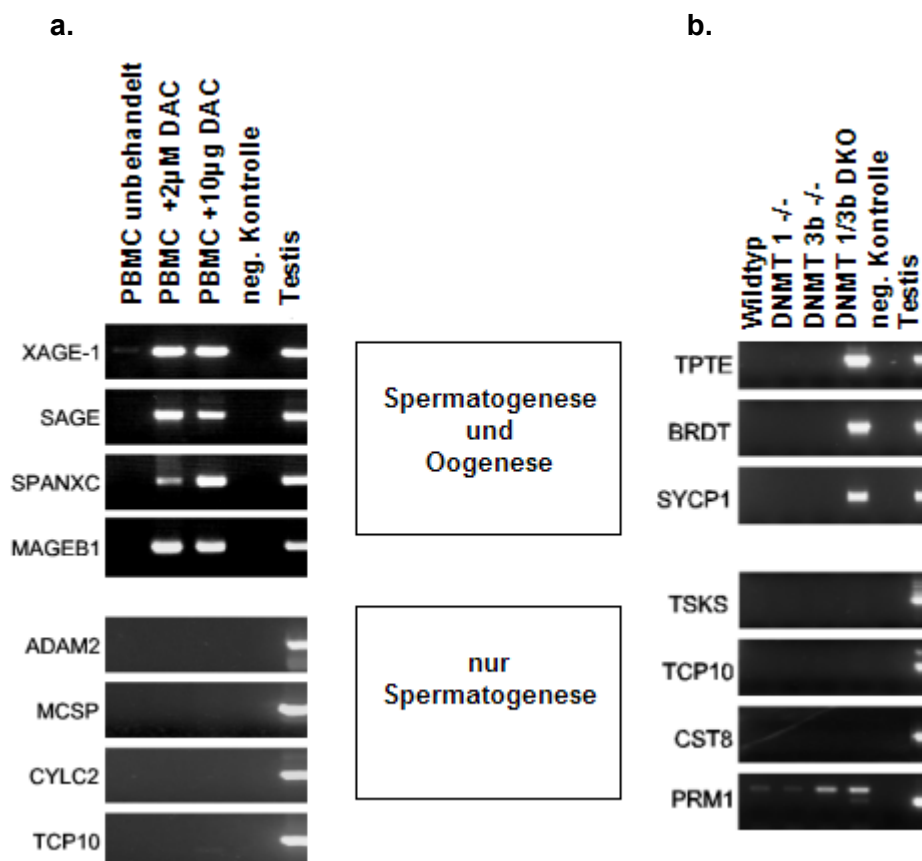 a.
PBMC unbehandelt
PBMC +2µM DAC
PBMC +10µg DAC
neg. Kontrolle
Testis
XAGE-1
SAGE
SPANXC
MAGEB1
ADAM2
MCSP
CYLC2
TCP10
Spermatogenese
und
Oogenese
nur
Spermatogenese
b.
Wildtyp
DNMT 1 -/-
DNMT 3b -/-
DNMT 1/3b DKO
neg. Kontrolle
Testis
TPTE
BRDT
SYCP1
TSKS
TCP10
CST8
PRM1